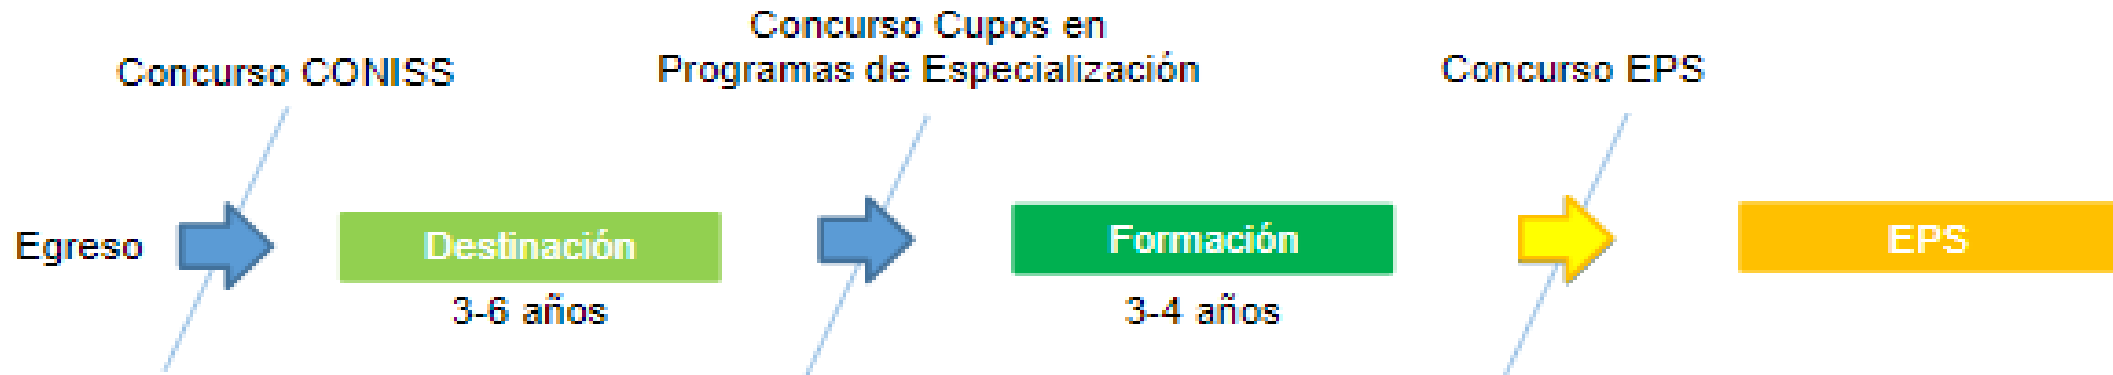 Concurso CONISS
Concurso Cupos en
Programas de Especialización
Concurso EPS
Egreso
Destinación
Formación
EPS
3-6 años
3-4 años